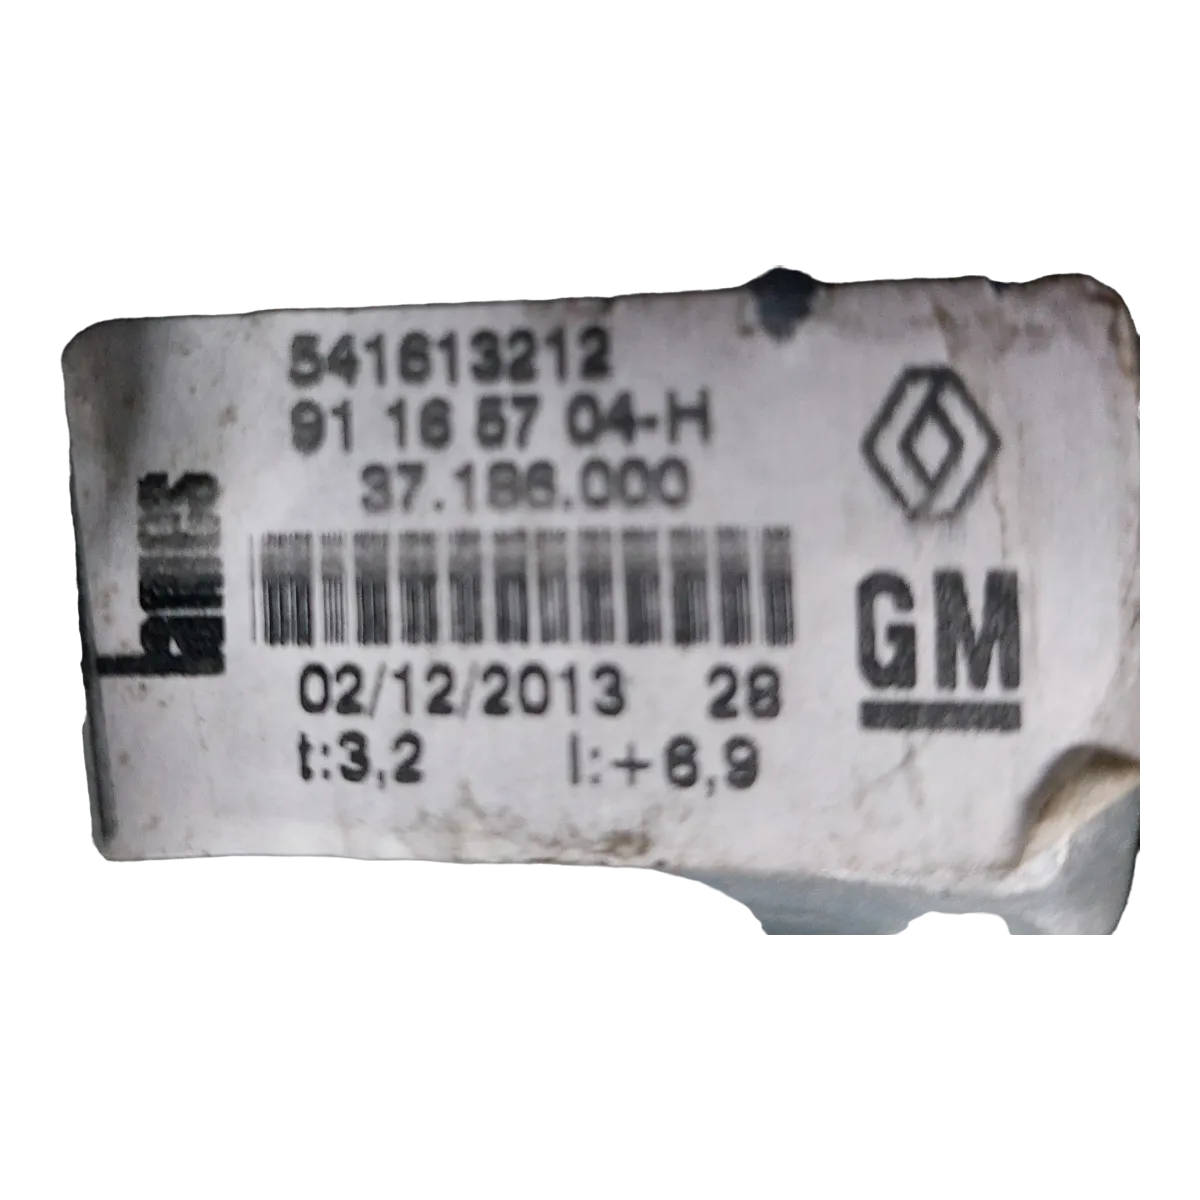 541613212
91 16 57 04-H
37.186.000
02/12/2013 28
t:3,2 l:+6,9
GM